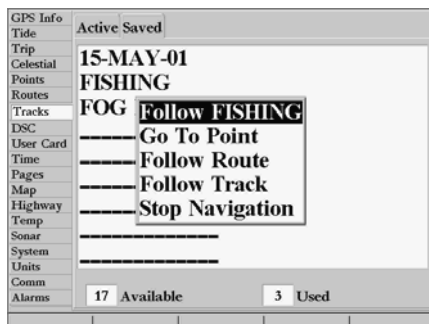 GPS Info
Tide
Trip
Celestial
Points
Routes
Tracks
DSC
User Card
Time
Pages
Map
Highway
Temp
Sonar
System
Units
Comm
Alarms
Active Saved
15-MAY-01
FISHING
FOG
Follow FISHING
Go To Point
Follow Route
Follow Track
Stop Navigation
17 Available 3 Used